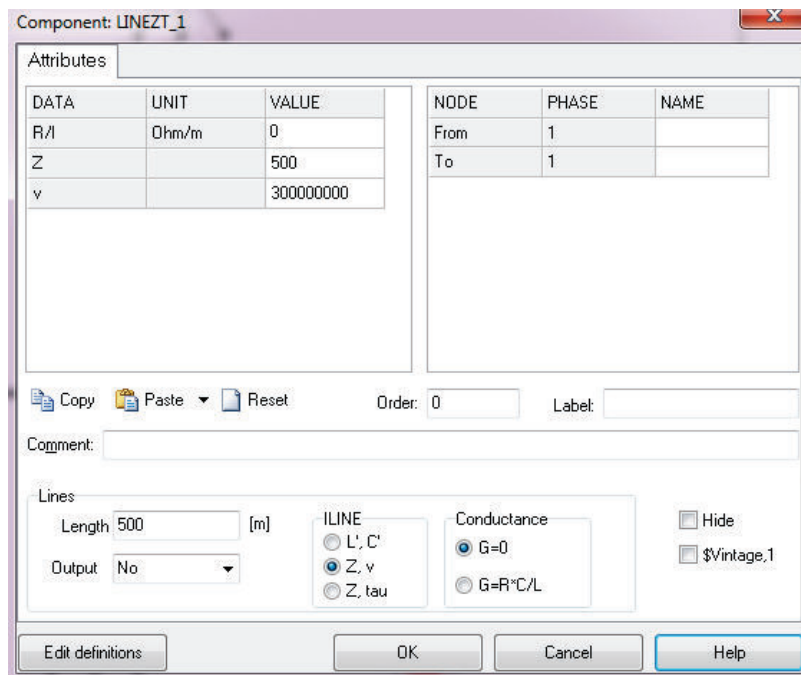 Component: LINEZT_1
Attributes
DATA UNIT VALUE
R/l Ohm/m 0
Z 500
v 300000000
NODE PHASE NAME
From 1
To 1
Copy Paste Reset Order: 0 Label:
Comment:
Lines
Length 500 [m]
Output No
ILINE
L', C'
Z, v
Z, tau
Conductance
G=0
G=R*C/L
Hide
$Vintage,1
Edit definitions OK Cancel Help